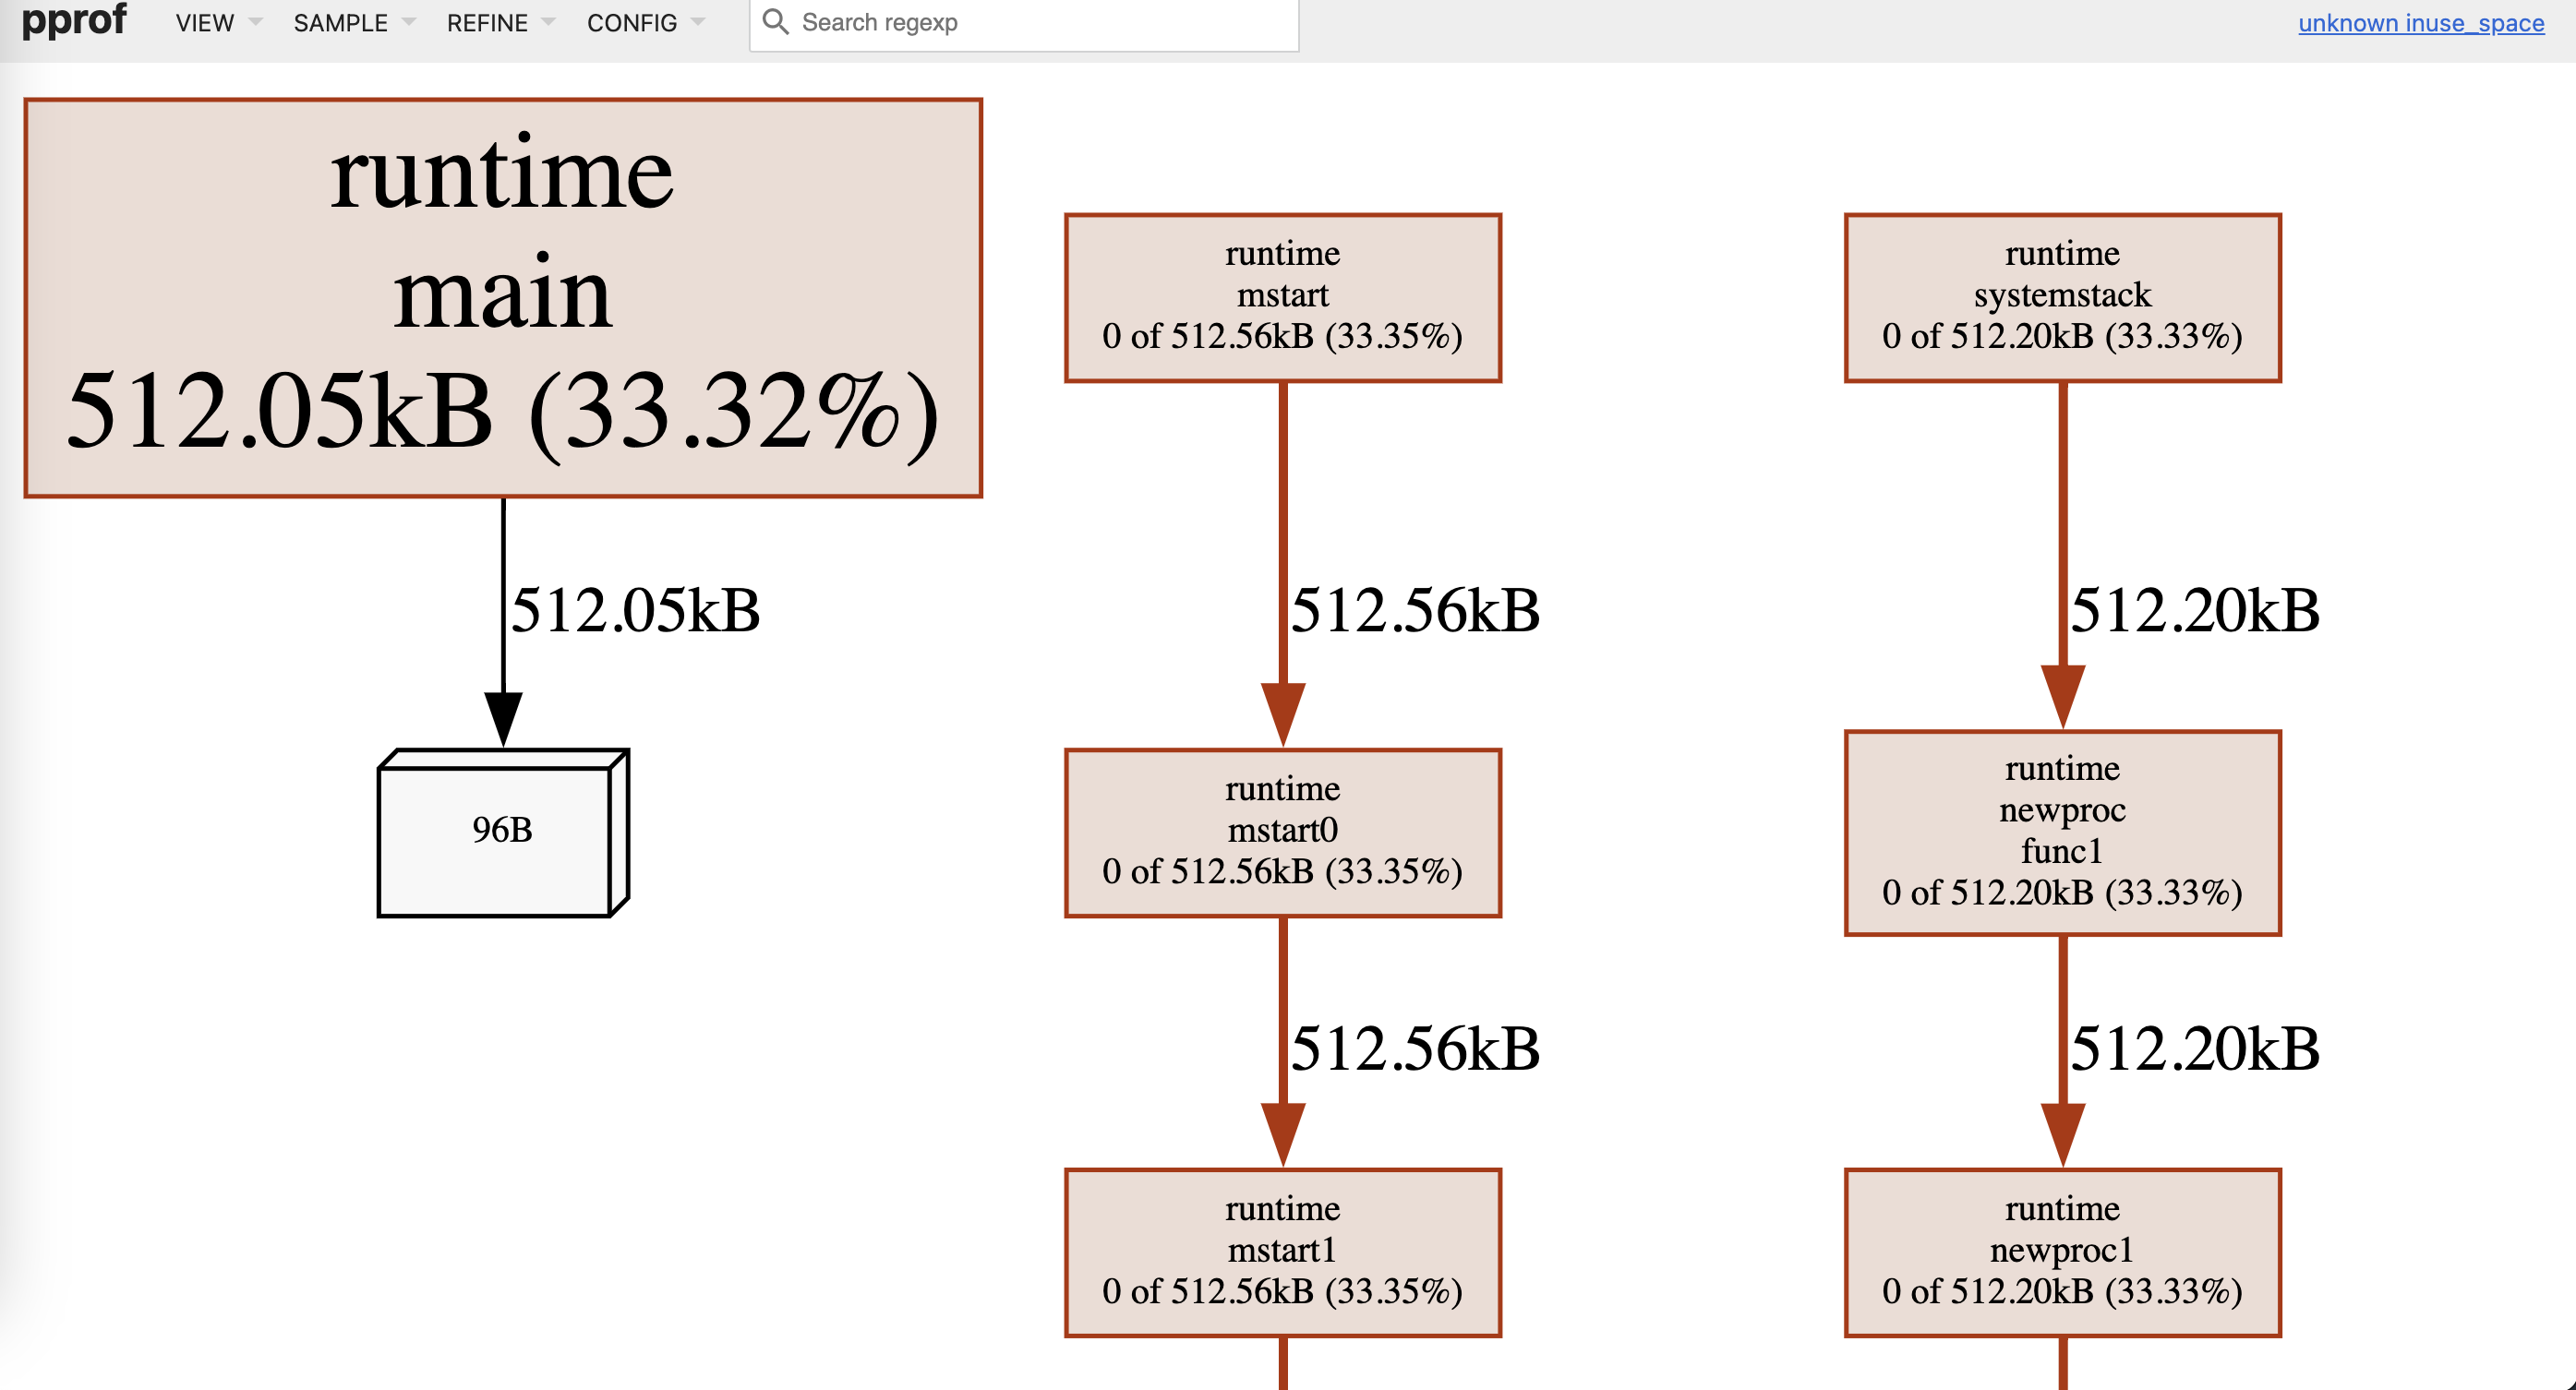 pprof VIEW SAMPLE REFINE CONFIG Search regexp unknown inuse_space
runtime
main
512.05kB (33.32%)
512.05kB
96B
runtime
mstart
0 of 512.56kB (33.35%)
512.56kB
runtime
mstart0
0 of 512.56kB (33.35%)
512.56kB
runtime
mstart1
0 of 512.56kB (33.35%)
runtime
systemstack
0 of 512.20kB (33.33%)
512.20kB
runtime
newproc
func1
0 of 512.20kB (33.33%)
512.20kB
runtime
newproc1
0 of 512.20kB (33.33%)